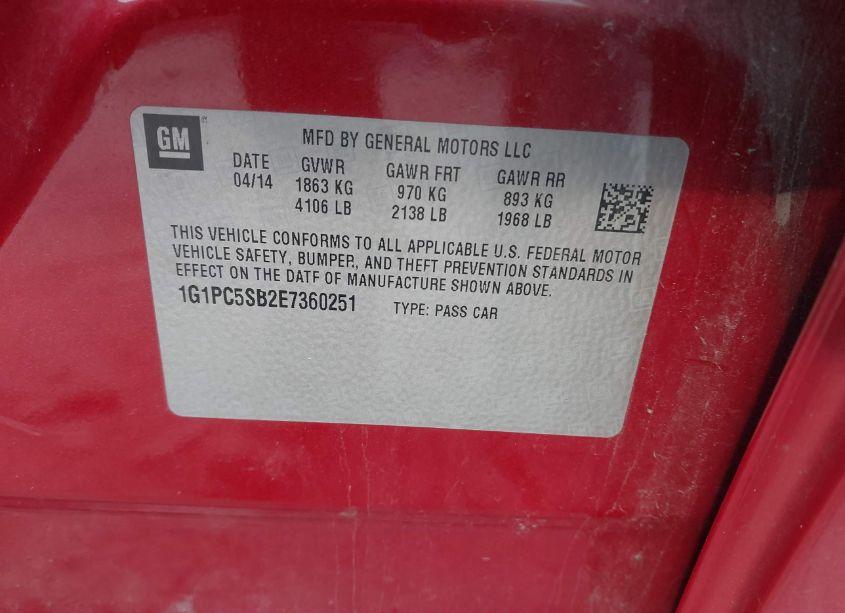 GM
MFD BY GENERAL MOTORS LLC
DATE GVWR GAWR FRT GAWR RR
04/14 1863 KG 970 KG 893 KG
4106 LB 2138 LB 1968 LB
THIS VEHICLE CONFORMS TO ALL APPLICABLE U.S. FEDERAL MOTOR
VEHICLE SAFETY, BUMPER, AND THEFT PREVENTION STANDARDS IN
EFFECT ON THE DATE OF MANUFACTURE SHOWN ABOVE.
1G1PC5SB2E7360251 TYPE: PASS CAR